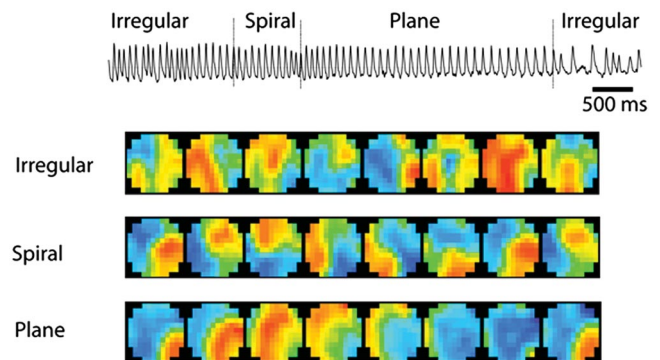 Irregular Spiral Plane Irregular
500 ms
Irregular
Spiral
Plane